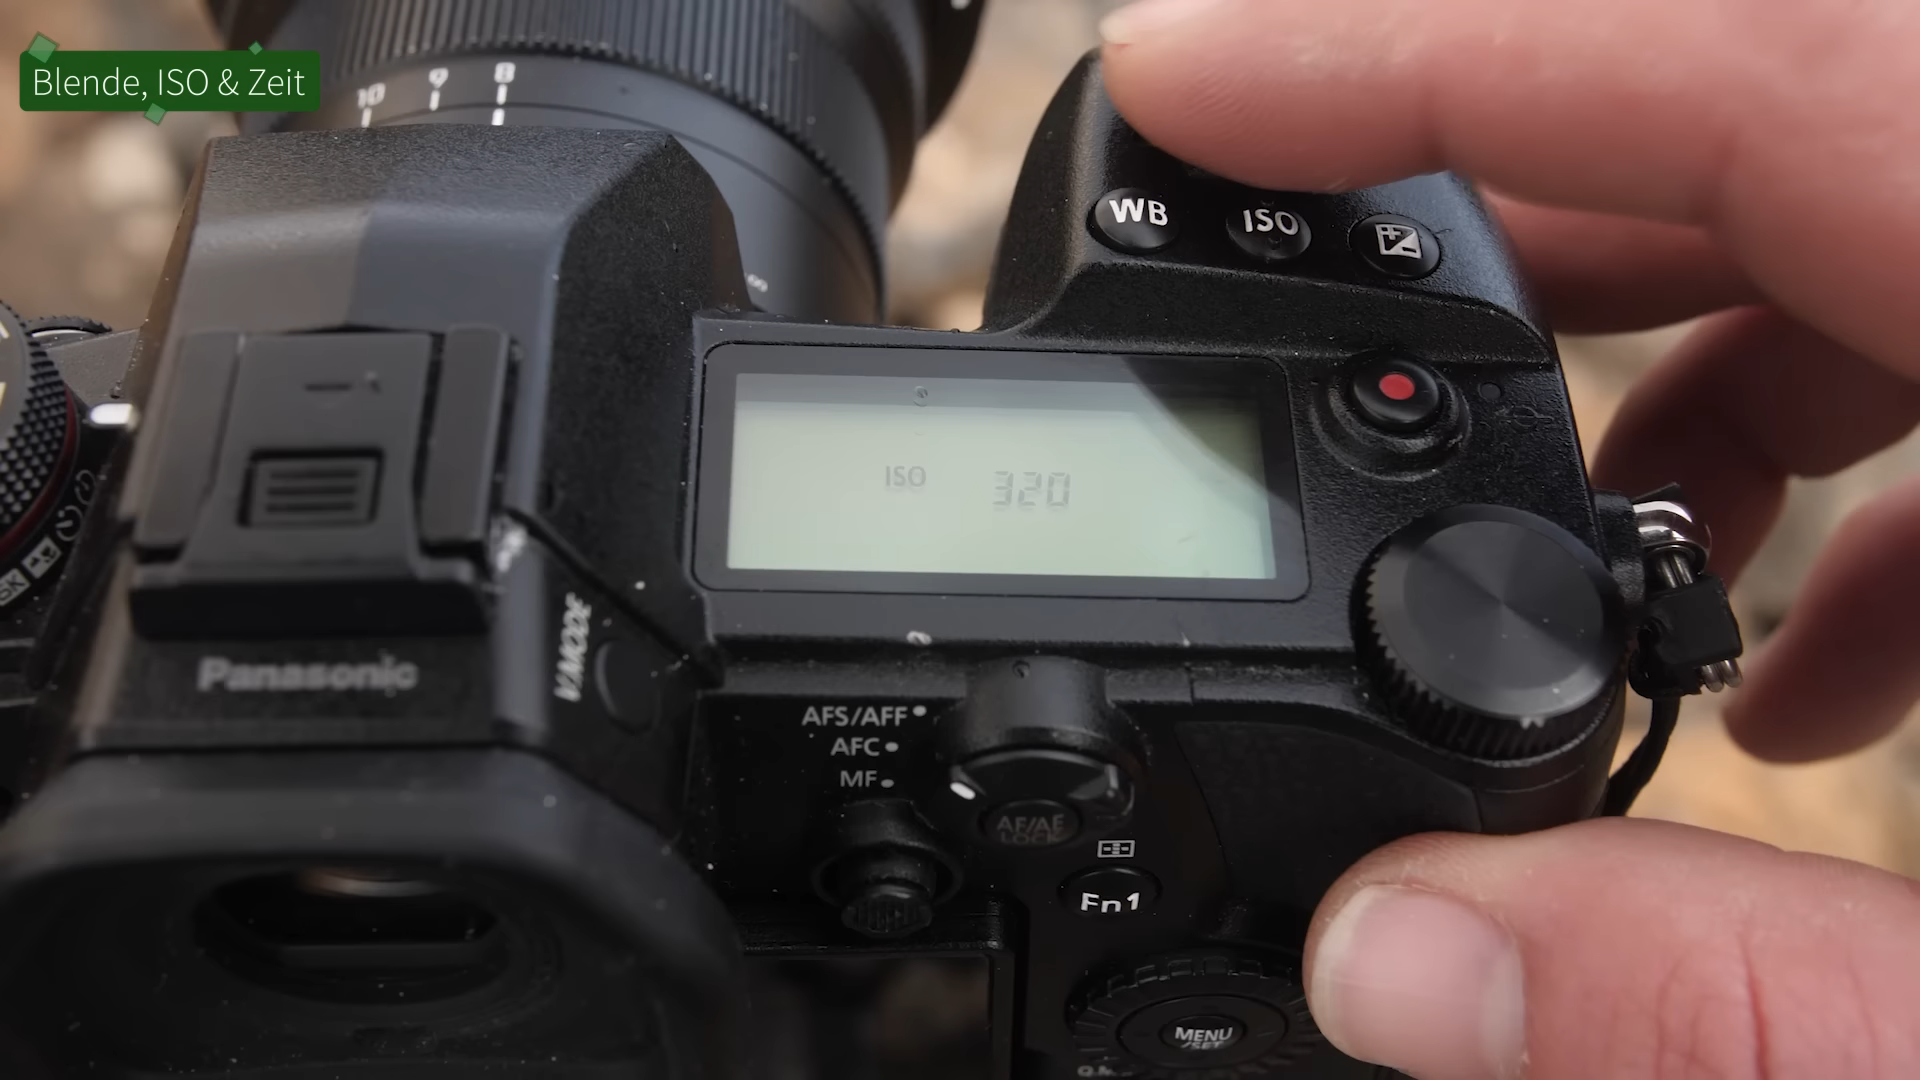 Blende, ISO & Zeit
10 9 8
WB
ISO
ISO 320
6K
Panasonic
V.MODE
AFS/AFF
AFC
MF
AF/AE
LOCK
Fn1
MENU
/SET